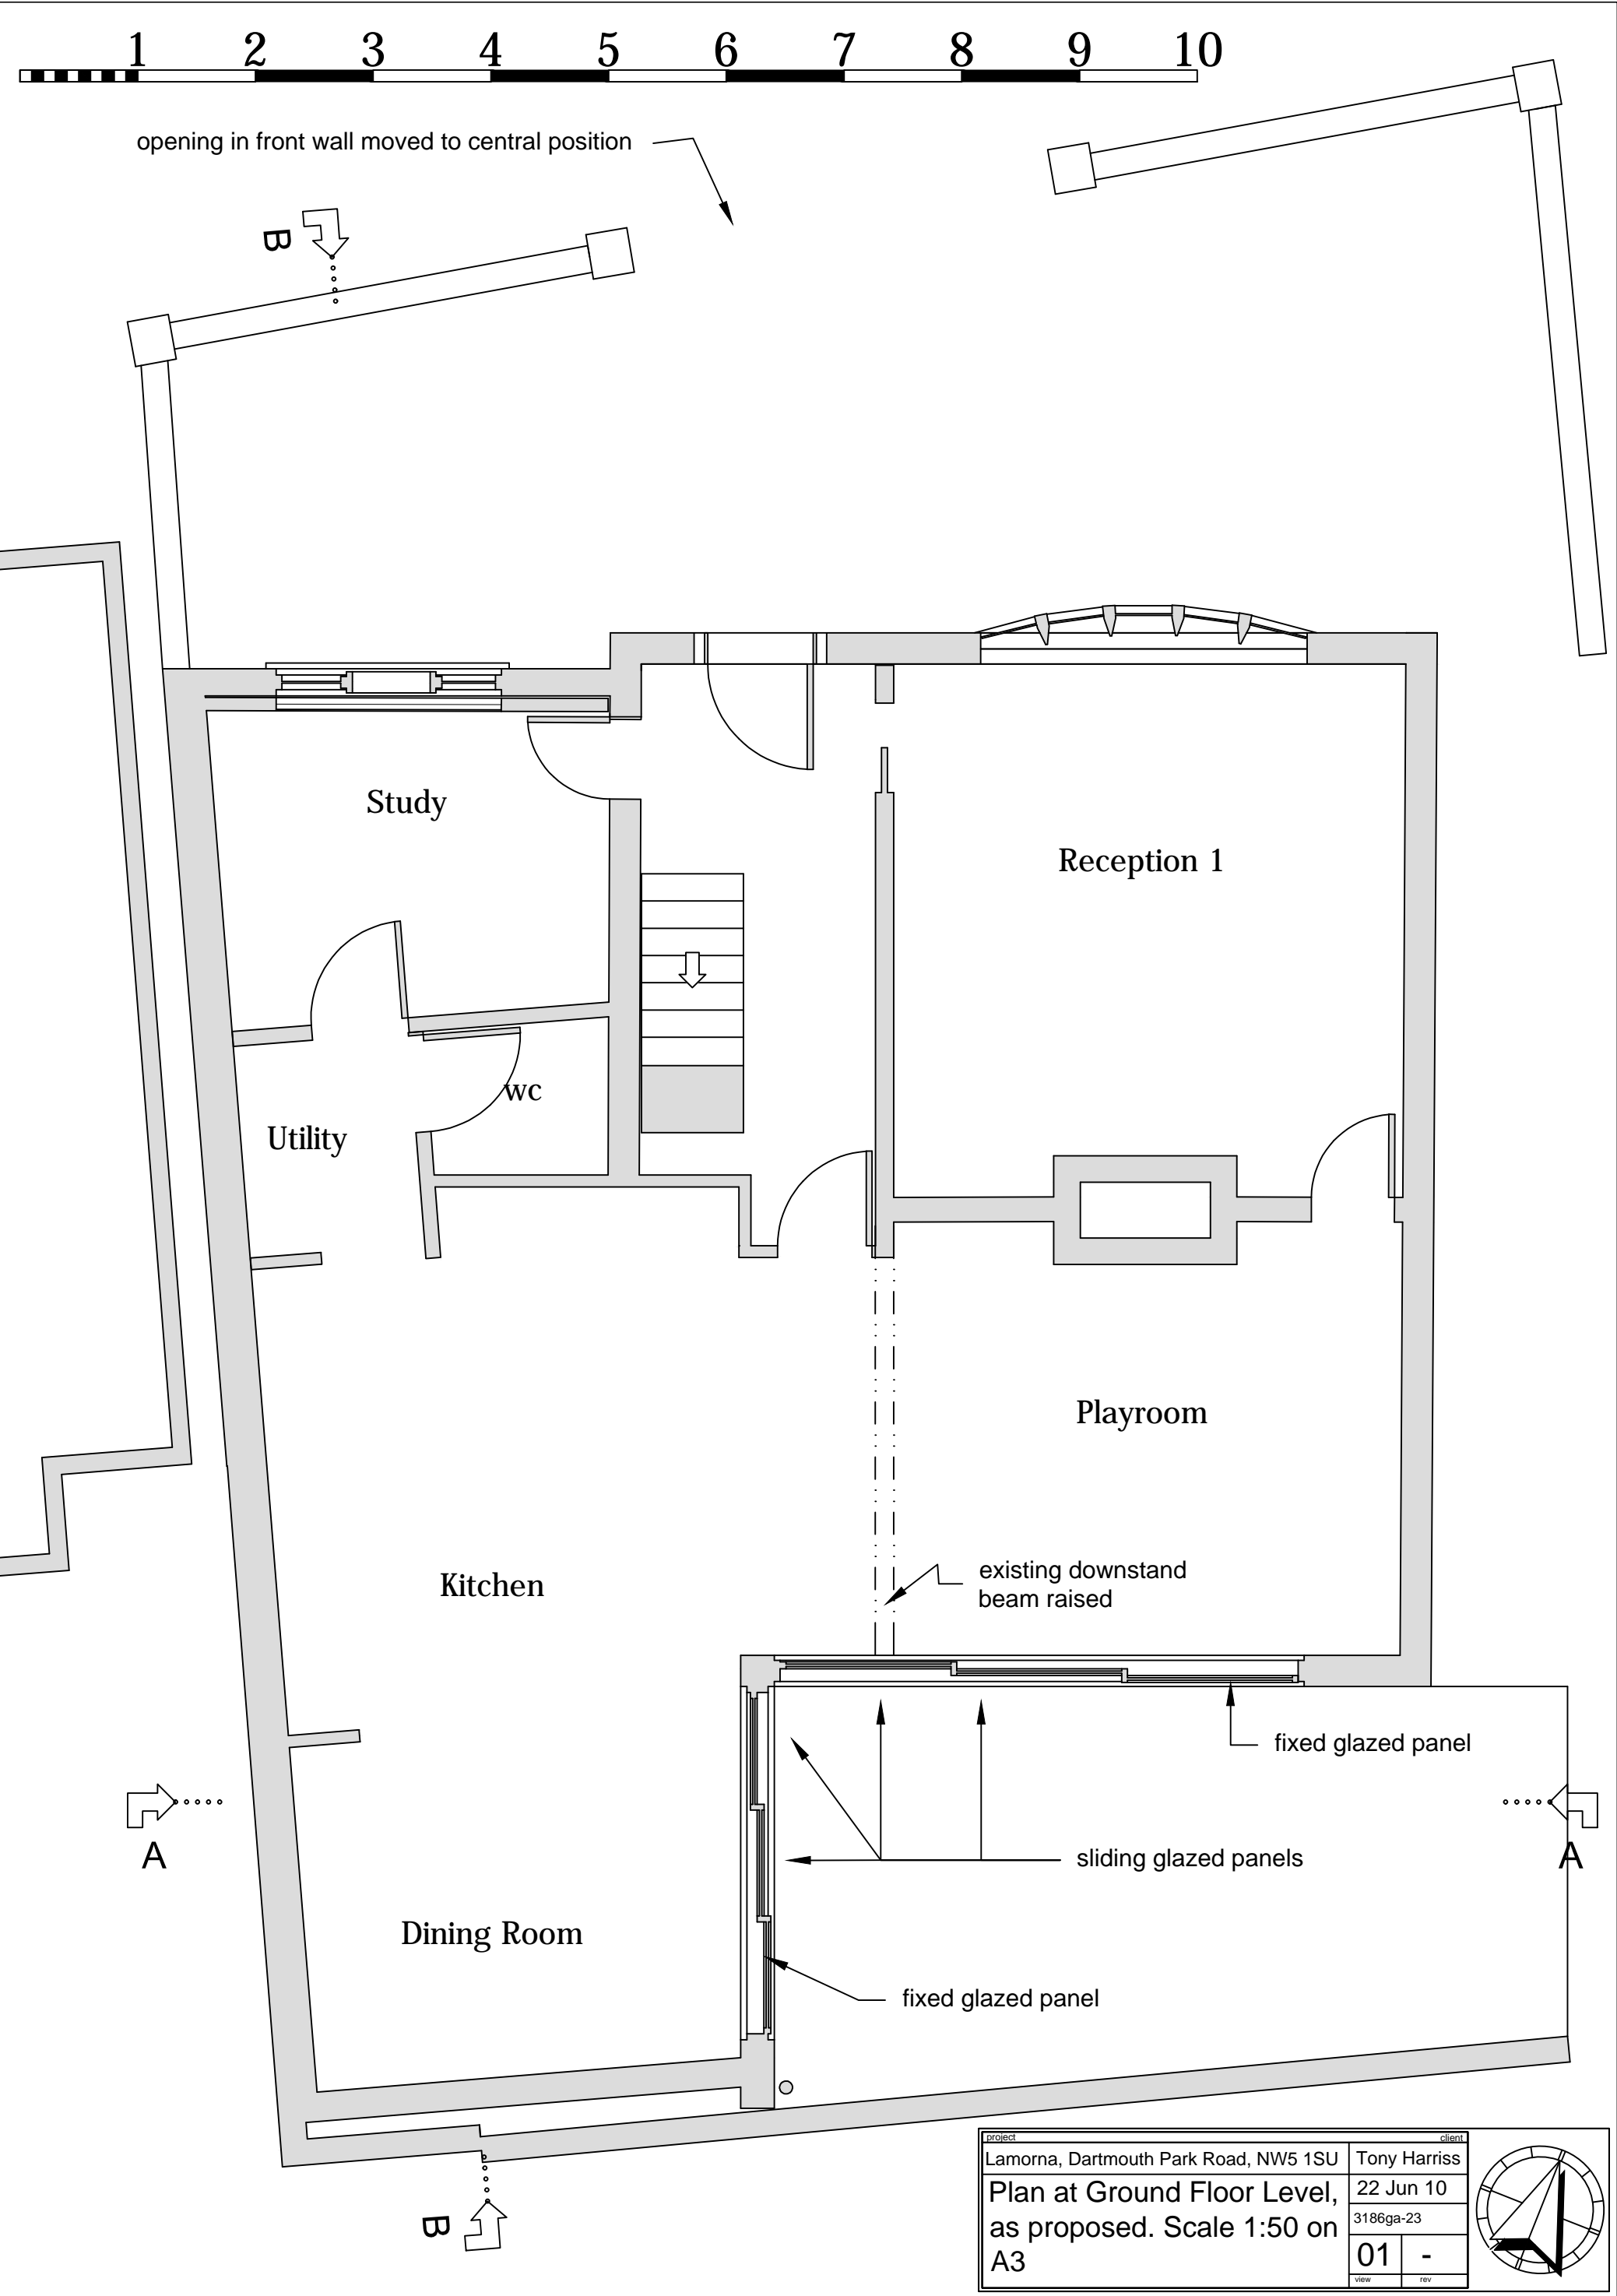 1 2 3 4 5 6 7 8 9 10
opening in front wall moved to central position
B
Study
Reception 1
wc
Utility
Playroom
existing downstand
beam raised
Kitchen
fixed glazed panel
A
A
sliding glazed panels
Dining Room
fixed glazed panel
B
project
client
Lamorna, Dartmouth Park Road, NW5 1SU
Tony Harriss
Plan at Ground Floor Level,
as proposed. Scale 1:50 on
A3
22 Jun 10
3186ga-23
01
-
view
rev